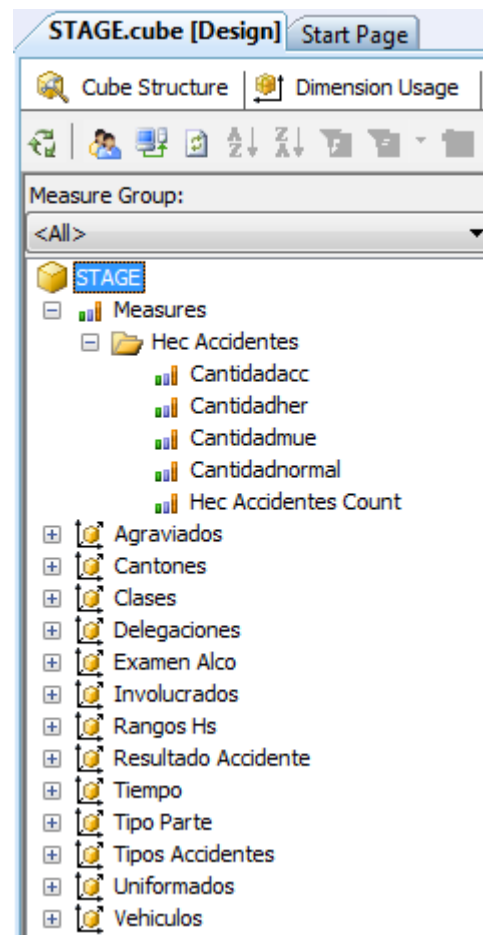 STAGE.cube [Design] Start Page
Cube Structure Dimension Usage
Measure Group:
<All>
STAGE
Measures
Hec Accidentes
Cantidadacc
Cantidadher
Cantidadmue
Cantidadnormal
Hec Accidentes Count
Agraviados
Cantones
Clases
Delegaciones
Examen Alco
Involucrados
Rangos Hs
Resultado Accidente
Tiempo
Tipo Parte
Tipos Accidentes
Uniformados
Vehiculos